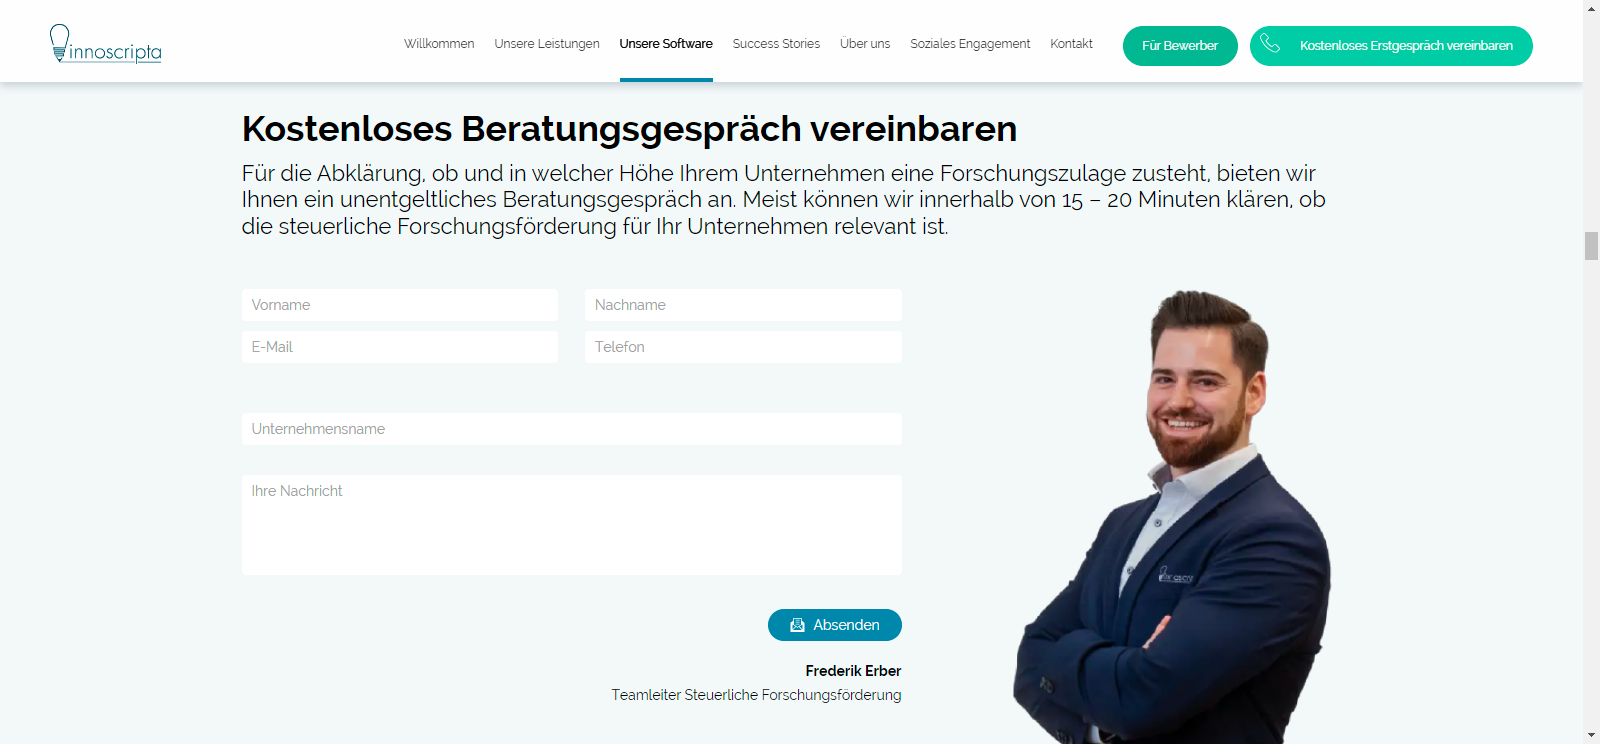 innoscripta
Willkommen
Unsere Leistungen
Unsere Software
Success Stories
Über uns
Soziales Engagement
Kontakt
Für Bewerber
Kostenloses Erstgespräch vereinbaren
Kostenloses Beratungsgespräch vereinbaren
Für die Abklärung, ob und in welcher Höhe Ihrem Unternehmen eine Forschungszulage zusteht, bieten wir
Ihnen ein unentgeltliches Beratungsgespräch an. Meist können wir innerhalb von 15 – 20 Minuten klären, ob
die steuerliche Forschungsförderung für Ihr Unternehmen relevant ist.
Vorname
Nachname
E-Mail
Telefon
Unternehmensname
Ihre Nachricht
Absenden
Frederik Erber
Teamleiter Steuerliche Forschungsförderung